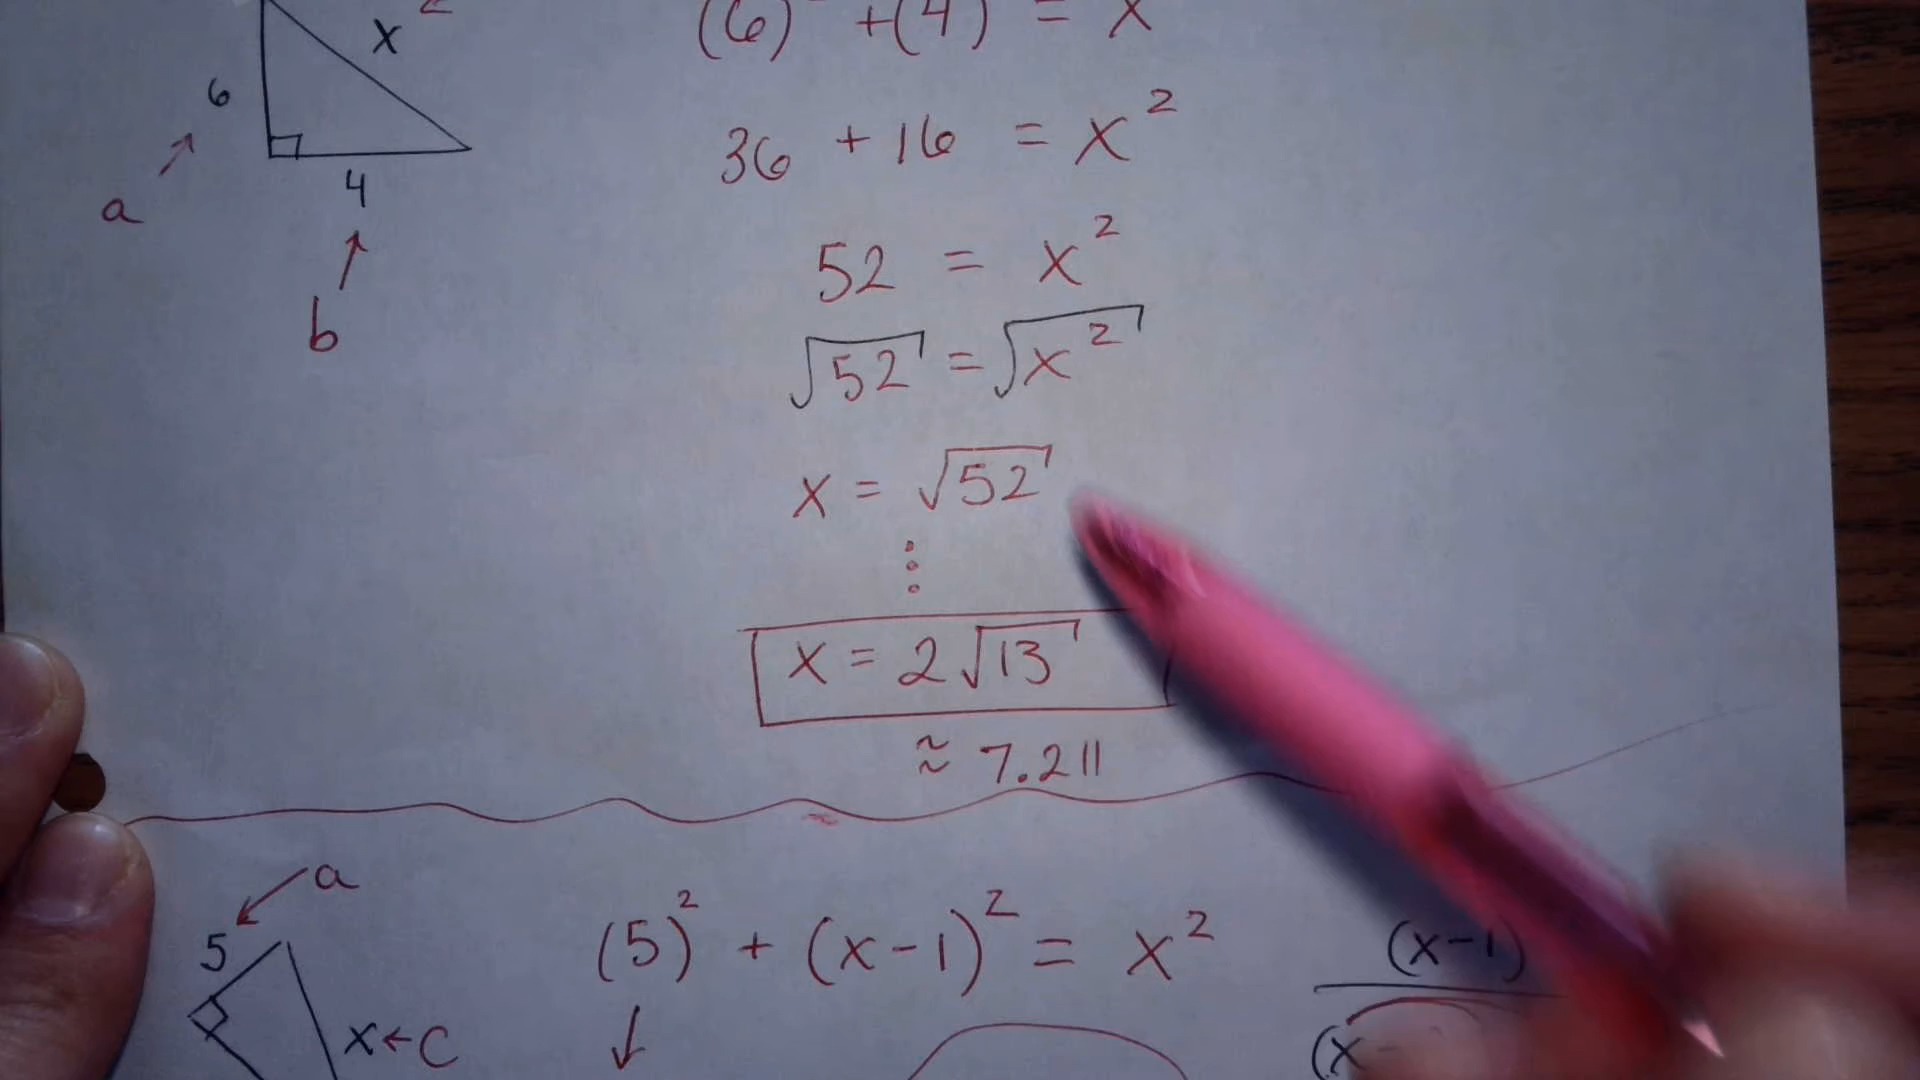 x
6
4
a
b
(6) + (4) = x
36 + 16 = x²
52 = x²
√52 = √x²
x = √52
⋮
x = 2√13
≈ 7.211
a
5
x ← C
(5)² + (x-1)² = x²
↓
(x-1)
(x-